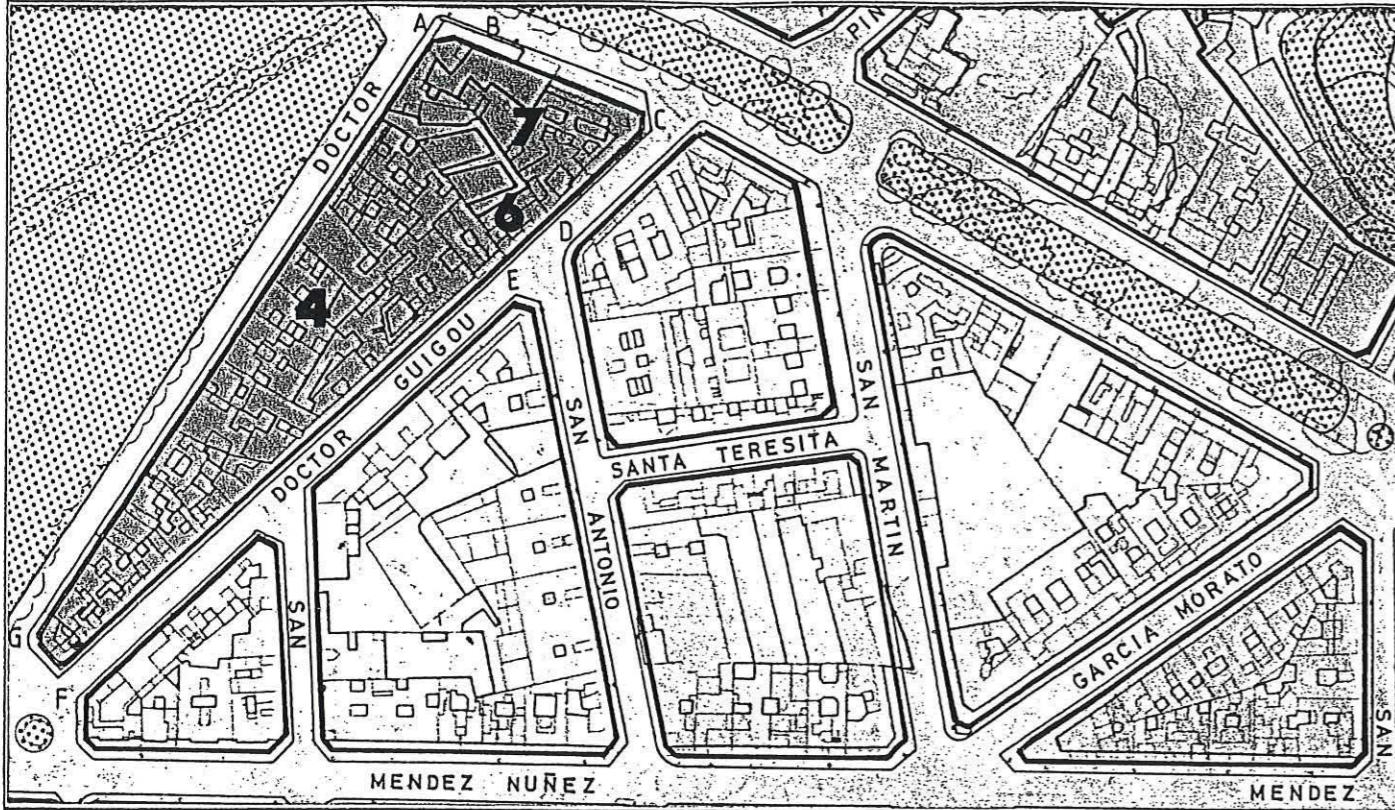 A B
PIN
DOCTOR
7
C
6
D
E
4
DOCTOR GUIGOU
SAN ANTONIO
SANTA TERESITA
SAN MARTIN
GARCIA MORATO
G
F
SAN
SAN
MENDEZ NUÑEZ
MENDEZ